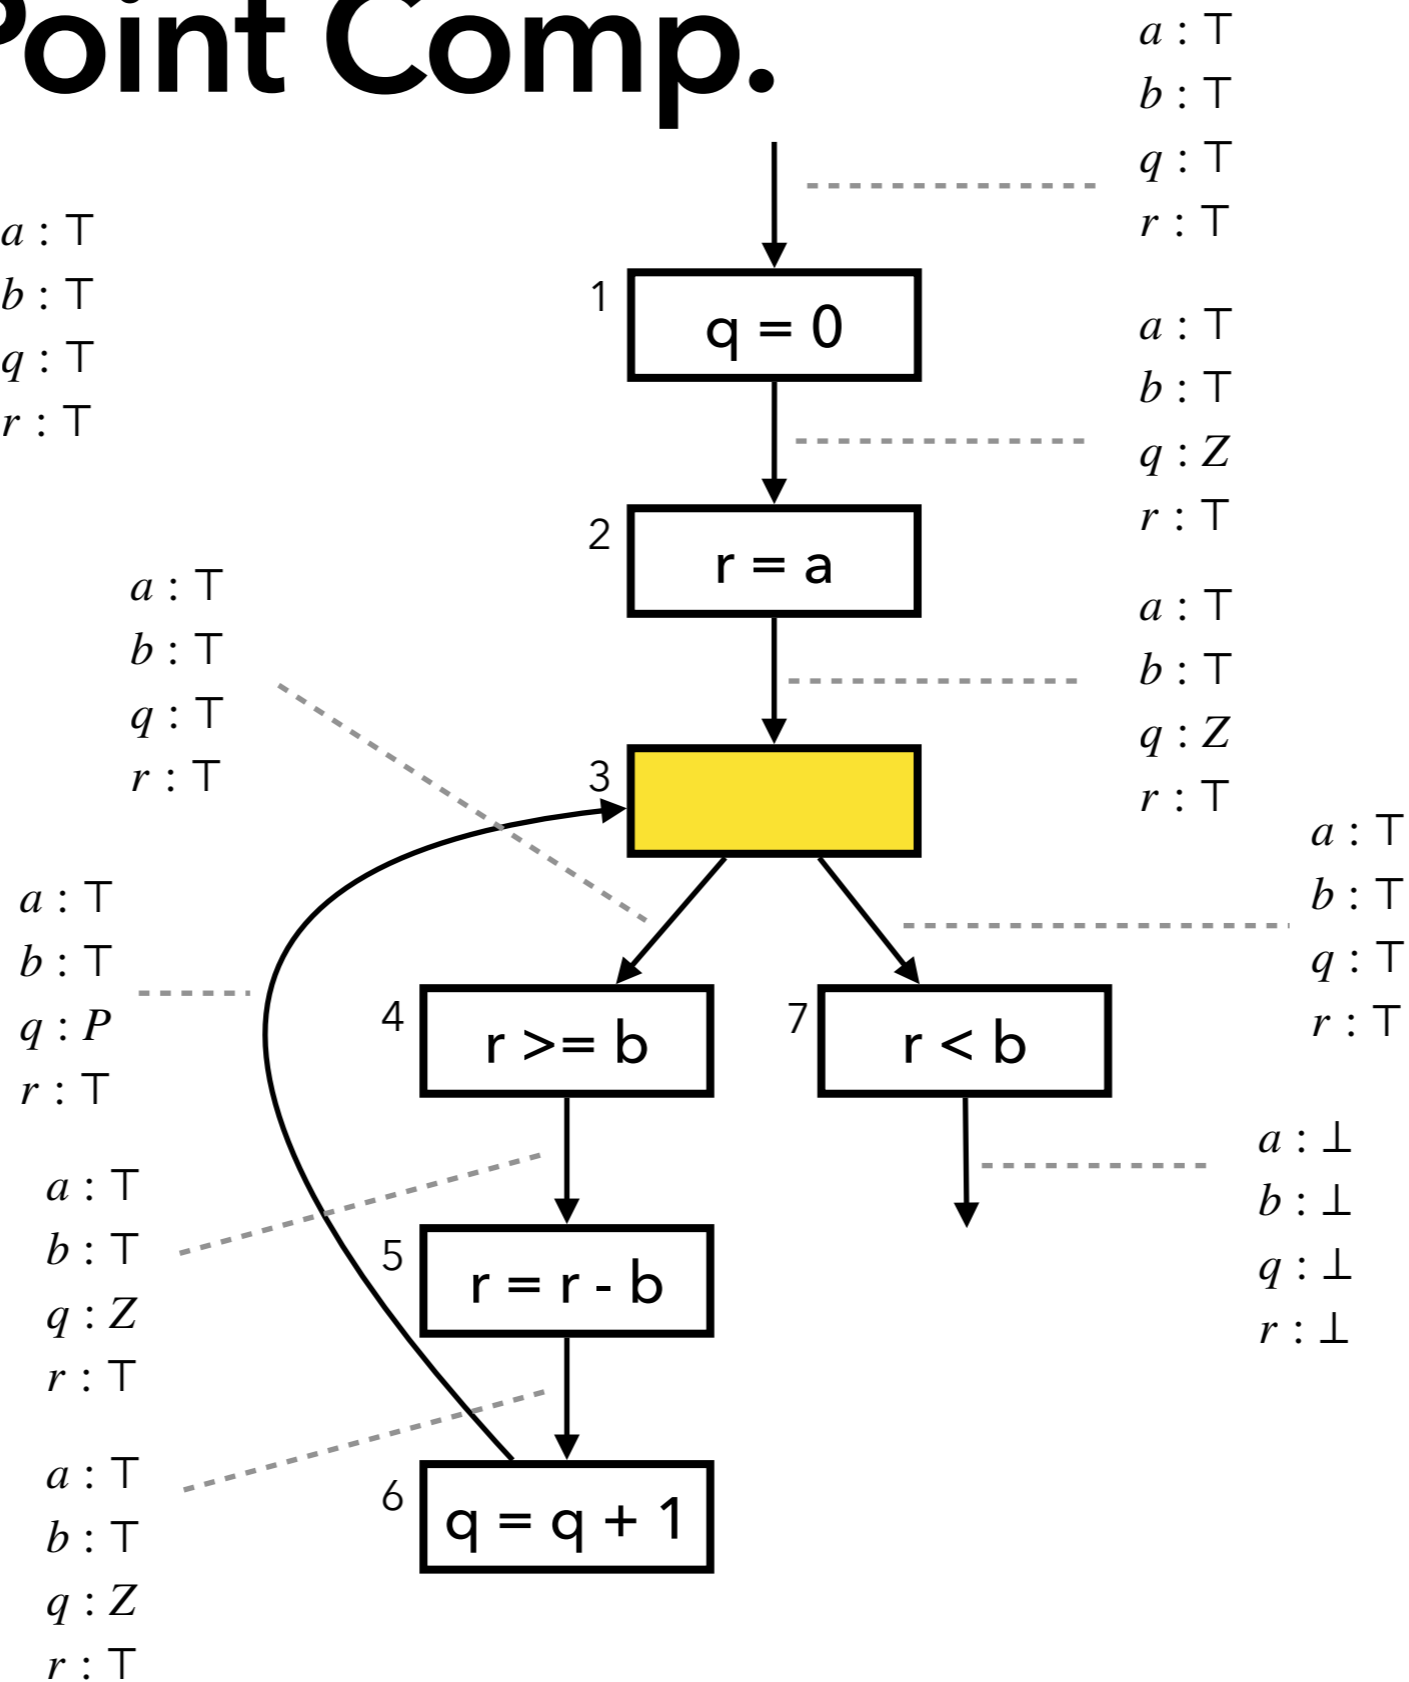 Point Comp.
a : ⊤
b : ⊤
q : ⊤
r : ⊤
a : ⊤
b : ⊤
q : ⊤
r : ⊤
1
q = 0
a : ⊤
b : ⊤
q : Z
r : ⊤
2
r = a
a : ⊤
b : ⊤
q : ⊤
r : ⊤
a : ⊤
b : ⊤
q : Z
r : ⊤
3
a : ⊤
b : ⊤
q : ⊤
r : ⊤
a : ⊤
b : ⊤
q : P
r : ⊤
4
r >= b
7
r < b
a : ⊥
b : ⊥
q : ⊥
r : ⊥
a : ⊤
b : ⊤
q : Z
r : ⊤
5
r = r - b
a : ⊤
b : ⊤
q : Z
r : ⊤
6
q = q + 1